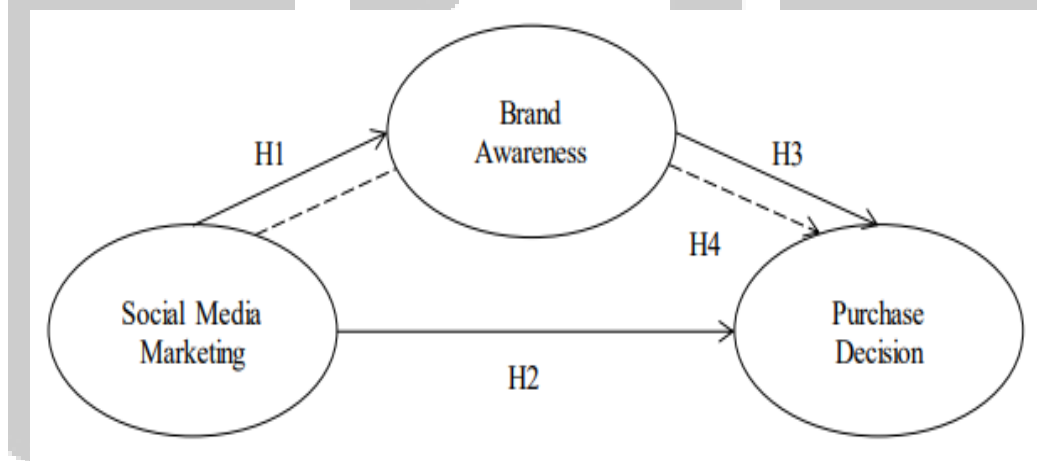 Brand
Awareness
H1
H3
H4
Social Media
Marketing
Purchase
Decision
H2